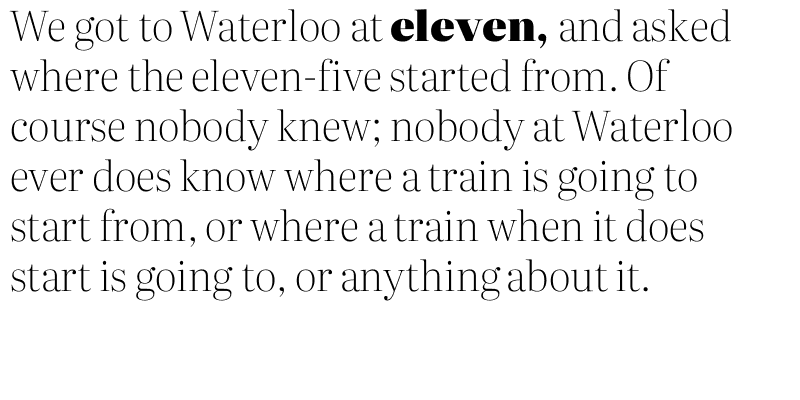 We got to Waterloo at eleven, and asked
where the eleven-five started from. Of
course nobody knew; nobody at Waterloo
ever does know where a train is going to
start from, or where a train when it does
start is going to, or anything about it.